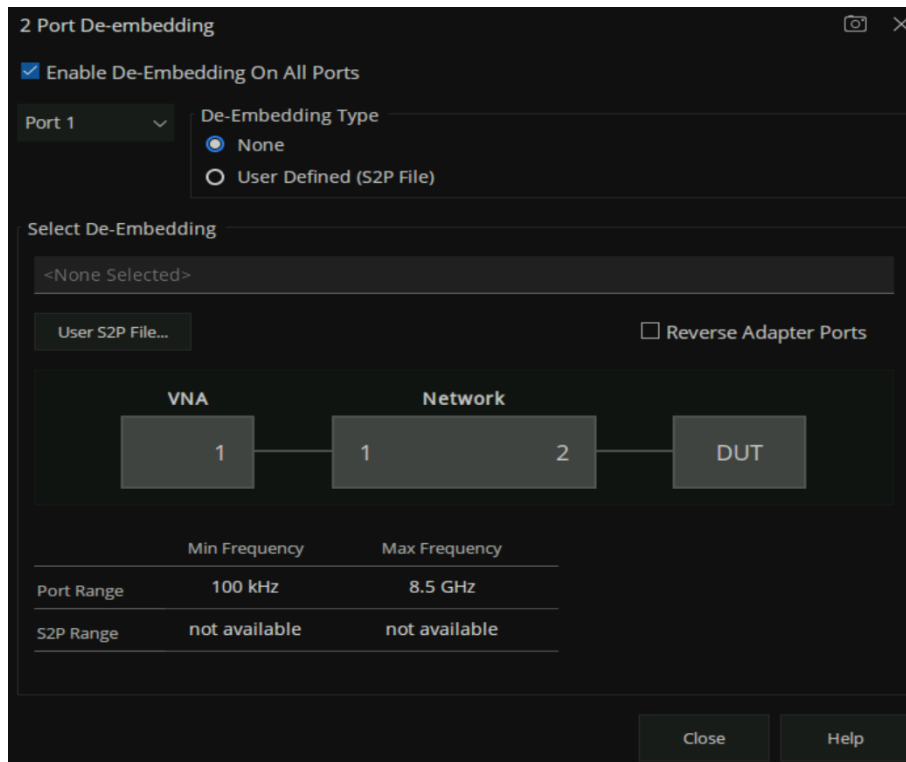 2 Port De-embedding
Enable De-Embedding On All Ports
Port 1
De-Embedding Type
None
User Defined (S2P File)
Select De-Embedding
<None Selected>
User S2P File...
Reverse Adapter Ports
VNA Network
1 1 2 DUT
Min Frequency Max Frequency
Port Range 100 kHz 8.5 GHz
S2P Range not available not available
Close Help